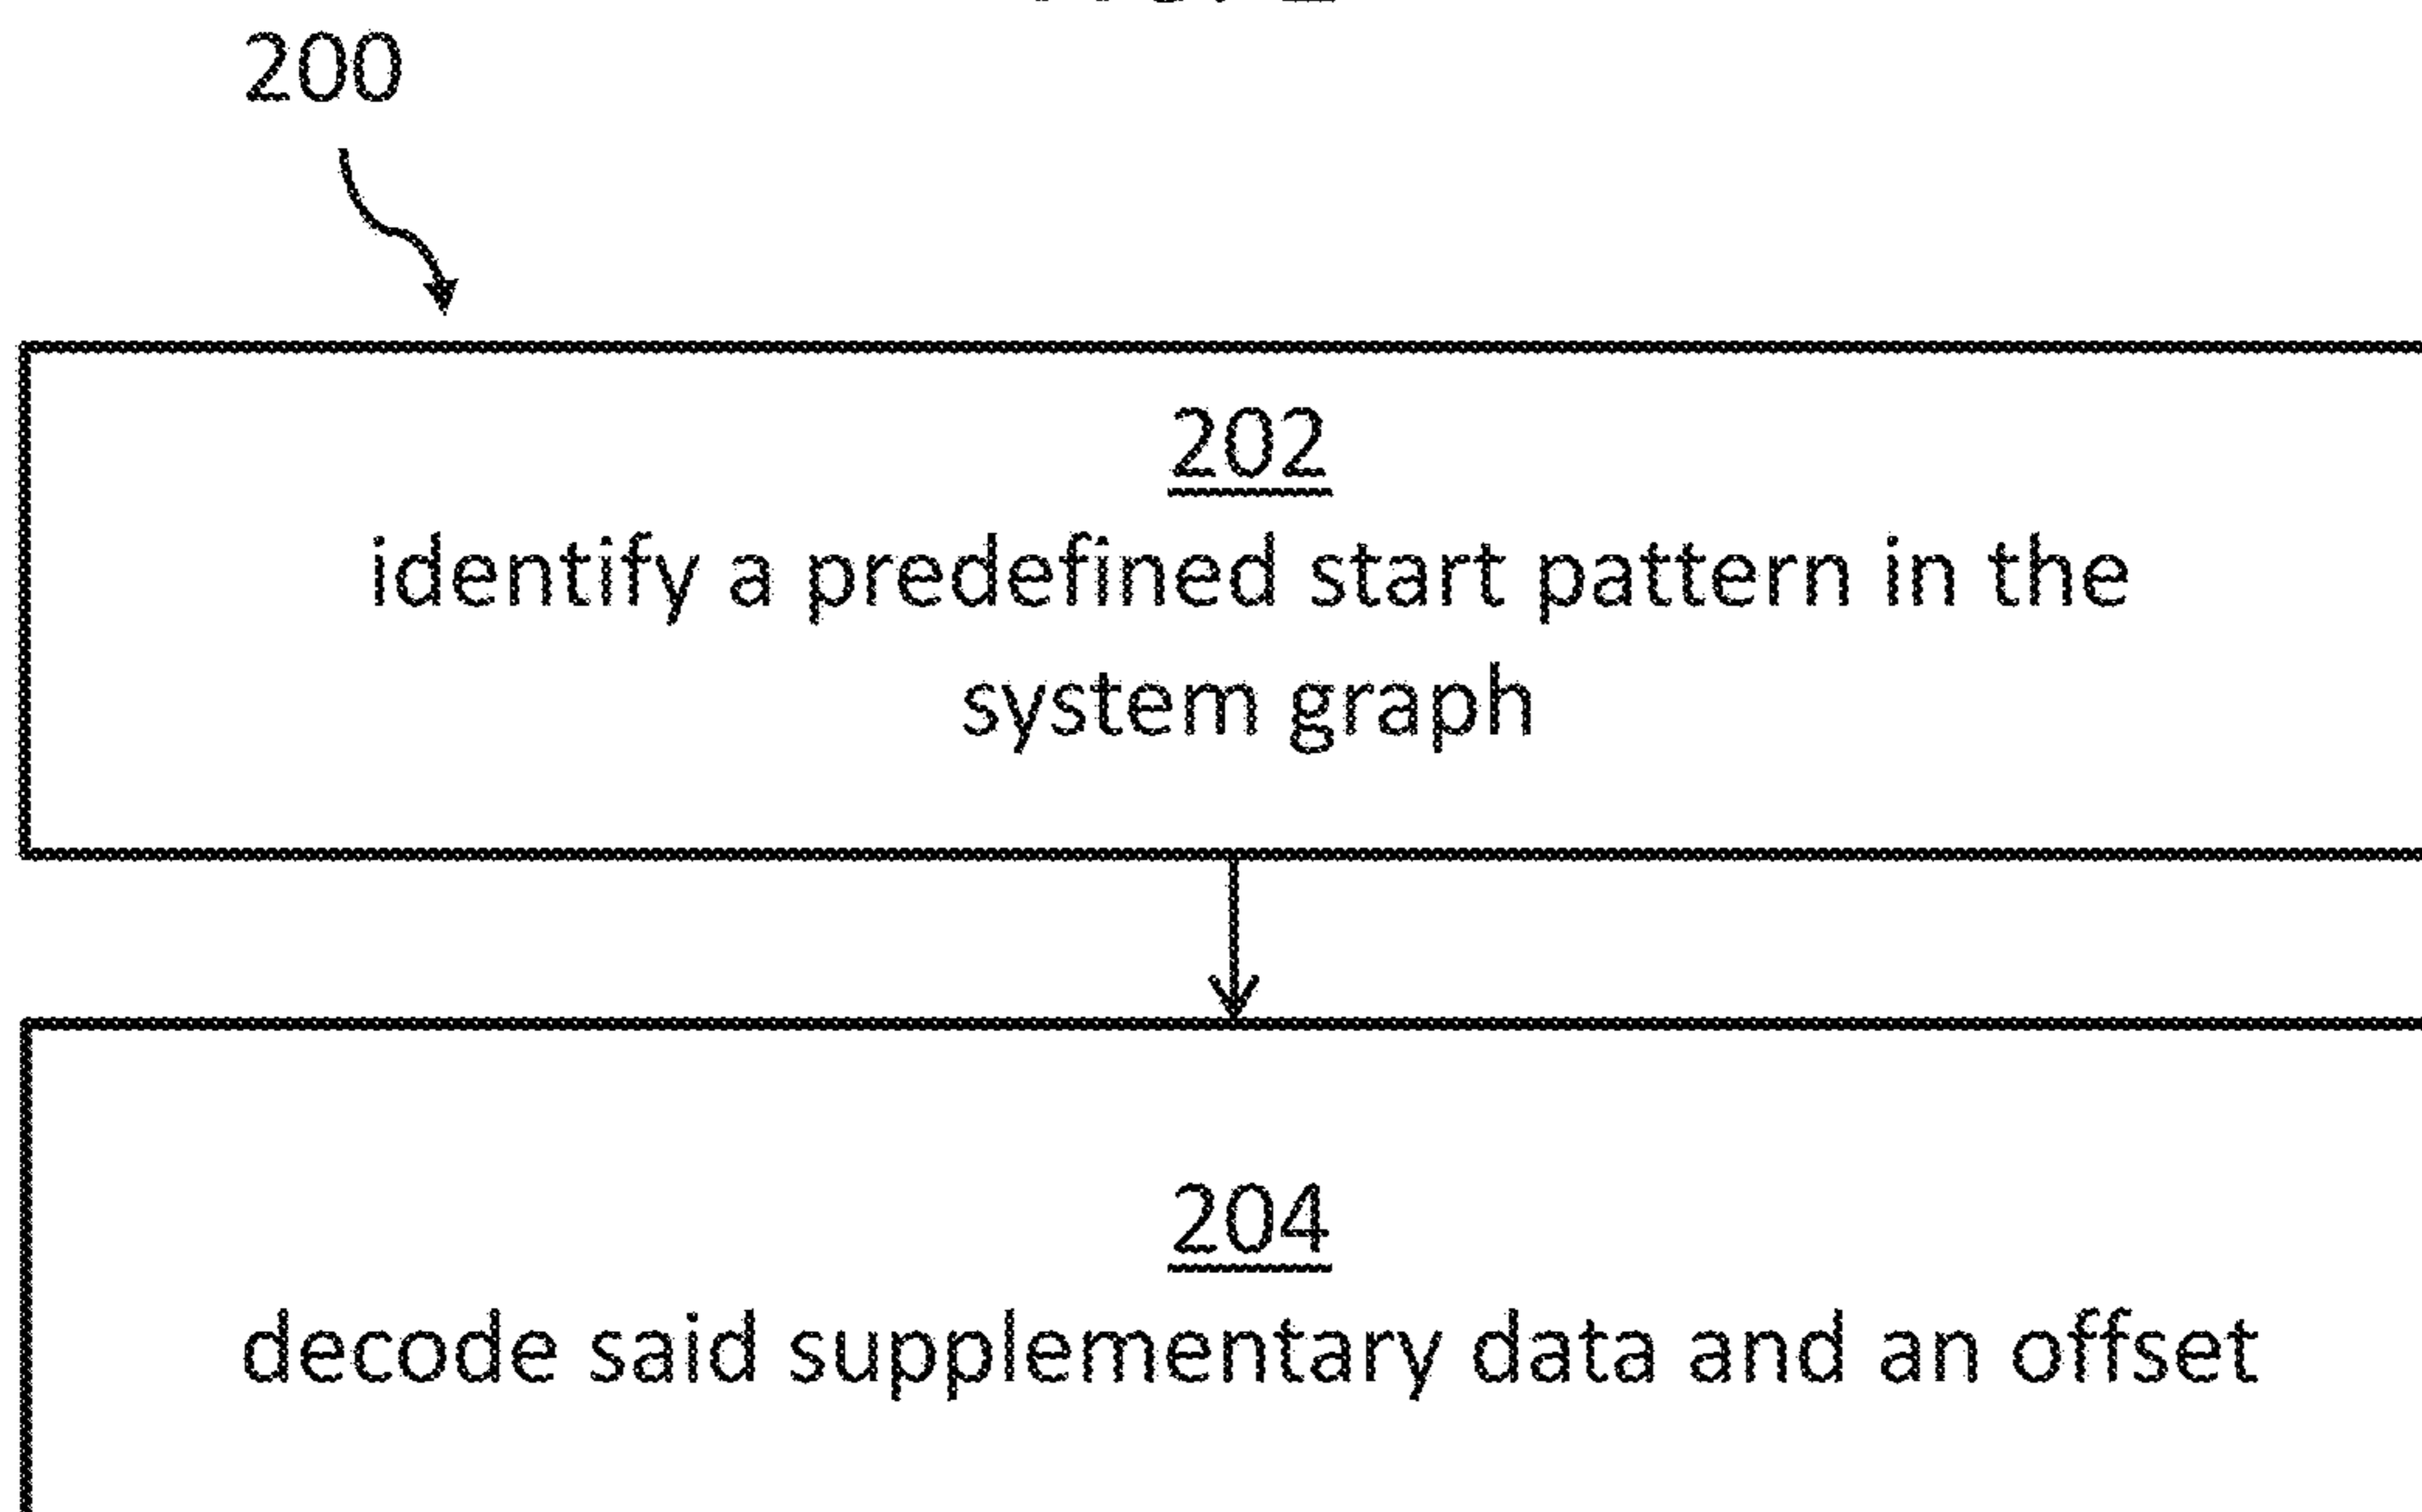 200
202
identify a predefined start pattern in the
system graph
204
decode said supplementary data and an offset